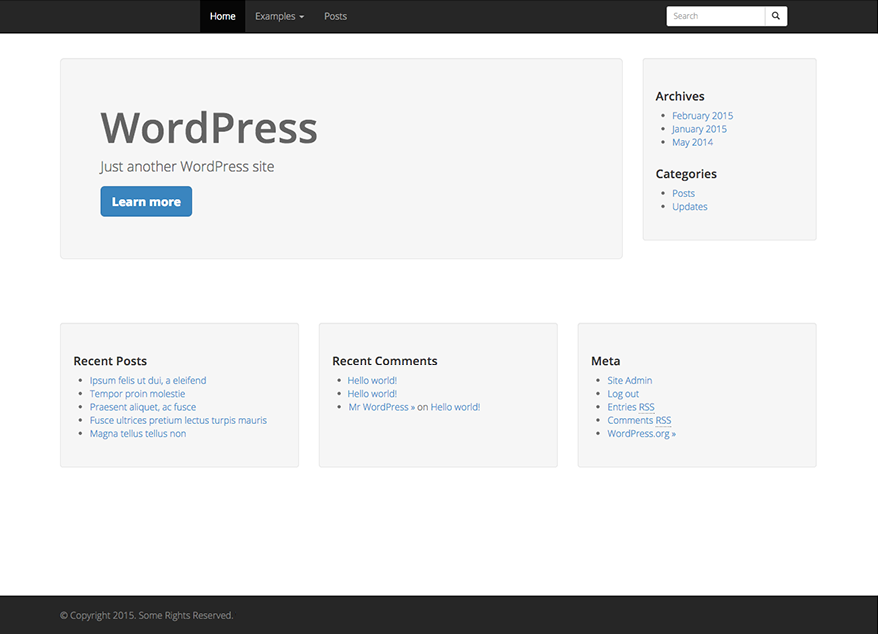 Home Examples Posts Search
WordPress
Just another WordPress site
Learn more
Archives
February 2015
January 2015
May 2014
Categories
Posts
Updates
Recent Posts
Ipsum felis ut dui, a eleifend
Tempor proin molestie
Praesent aliquet, ac fusce
Fusce ultrices pretium lectus turpis mauris
Magna tellus tellus non
Recent Comments
Hello world!
Hello world!
Mr WordPress » on Hello world!
Meta
Site Admin
Log out
Entries RSS
Comments RSS
WordPress.org »
© Copyright 2015. Some Rights Reserved.